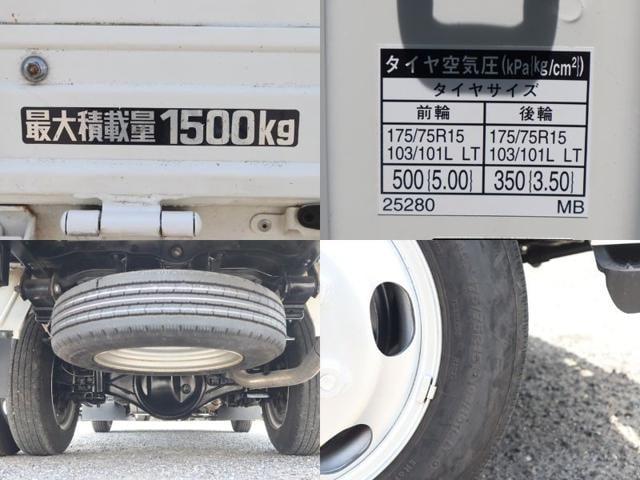 最大積載量 1500kg
タイヤ空気圧(kPa{kg/cm²})
タイヤサイズ
前輪 後輪
175/75R15 175/75R15
103/101L LT 103/101L LT
500{5.00} 350{3.50}
25280 MB